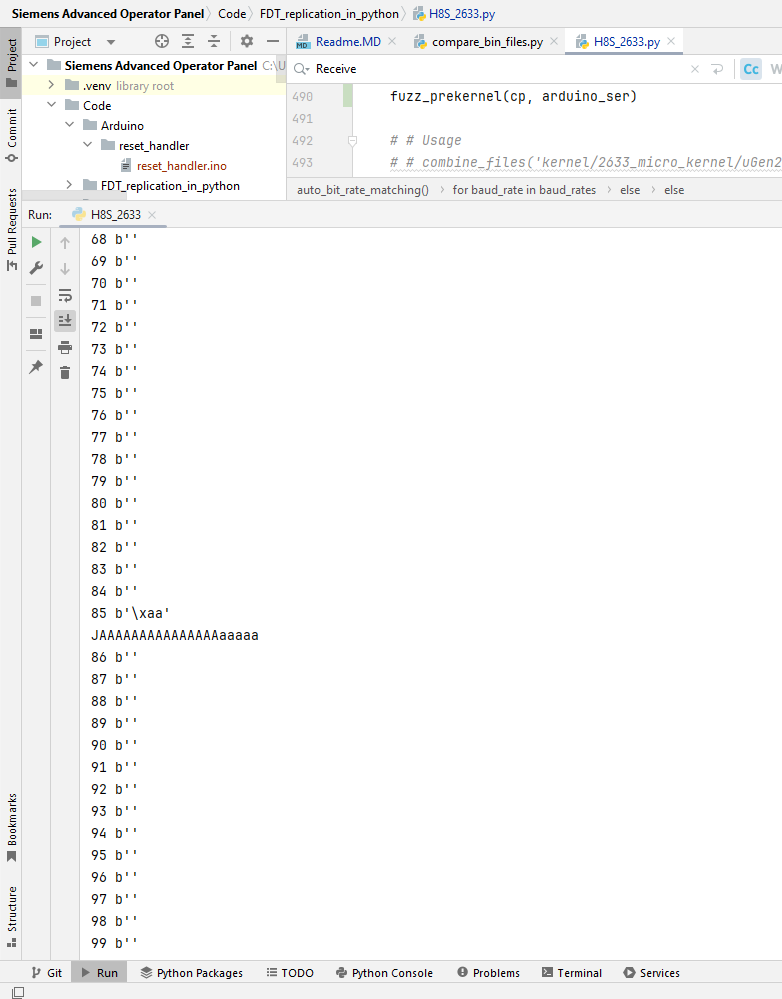 Siemens Advanced Operator Panel Code FDT_replication_in_python H8S_2633.py
Project
Readme.MD
compare_bin_files.py
H8S_2633.py
Receive
Cc
W
Siemens Advanced Operator Panel C:\U
.venv library root
Code
Arduino
reset_handler
reset_handler.ino
FDT_replication_in_python
490 fuzz_prekernel(cp, arduino_ser)
491
492 # # Usage
493 # # combine_files('kernel/2633_micro_kernel/uGen2
auto_bit_rate_matching() for baud_rate in baud_rates else else
Project
Commit
Pull Requests
Run: H8S_2633
68 b''
69 b''
70 b''
71 b''
72 b''
73 b''
74 b''
75 b''
76 b''
77 b''
78 b''
79 b''
80 b''
81 b''
82 b''
83 b''
84 b''
85 b'\xaa'
JAAAAAAAAAAAAAAAaaaaa
86 b''
87 b''
88 b''
89 b''
90 b''
91 b''
92 b''
93 b''
94 b''
95 b''
96 b''
97 b''
98 b''
99 b''
Bookmarks
Structure
Git Run Python Packages TODO Python Console Problems Terminal Services